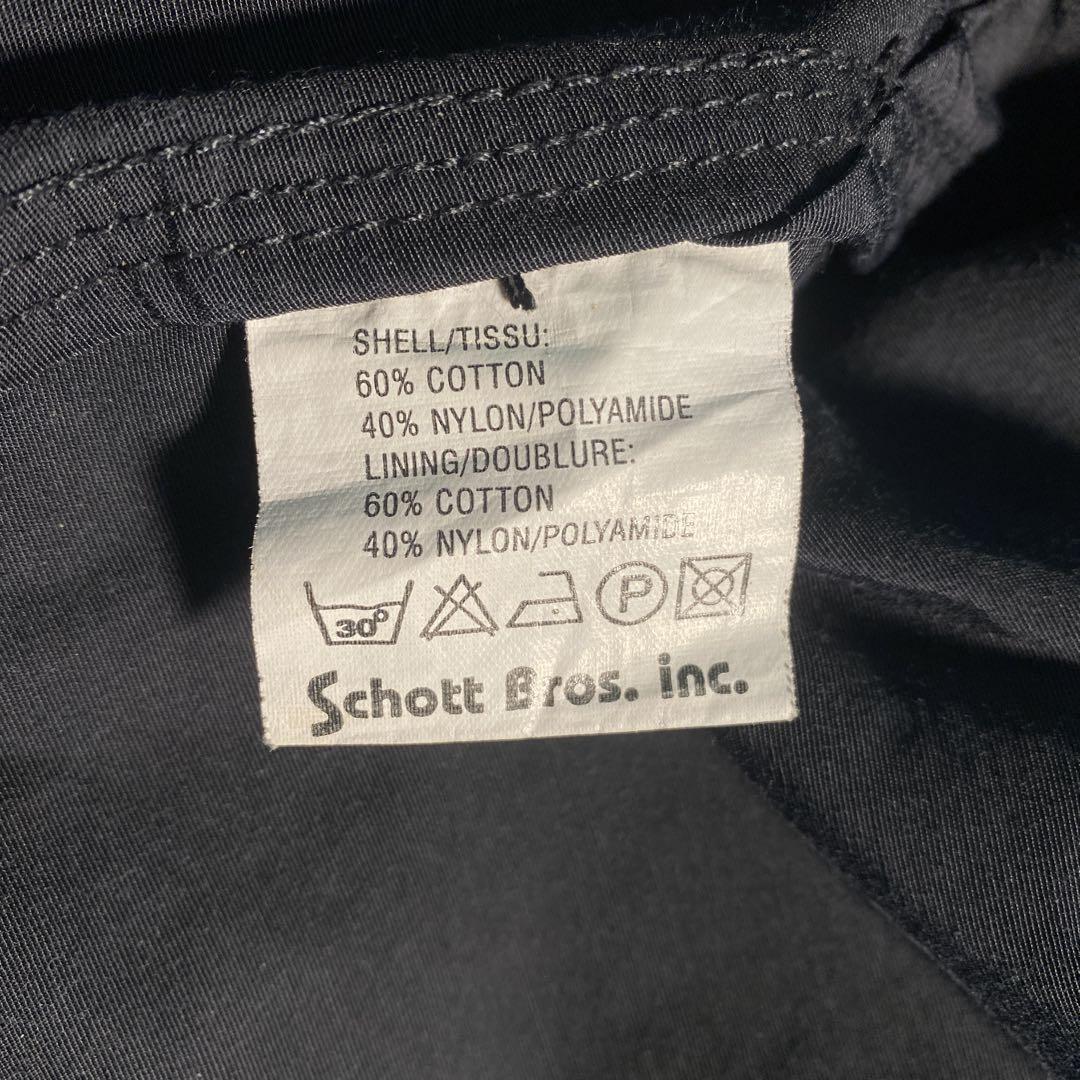 SHELL/TISSU:
60% COTTON
40% NYLON/POLYAMIDE
LINING/DOUBLURE:
60% COTTON
40% NYLON/POLYAMIDE
30° P
Schott Bros. inc.